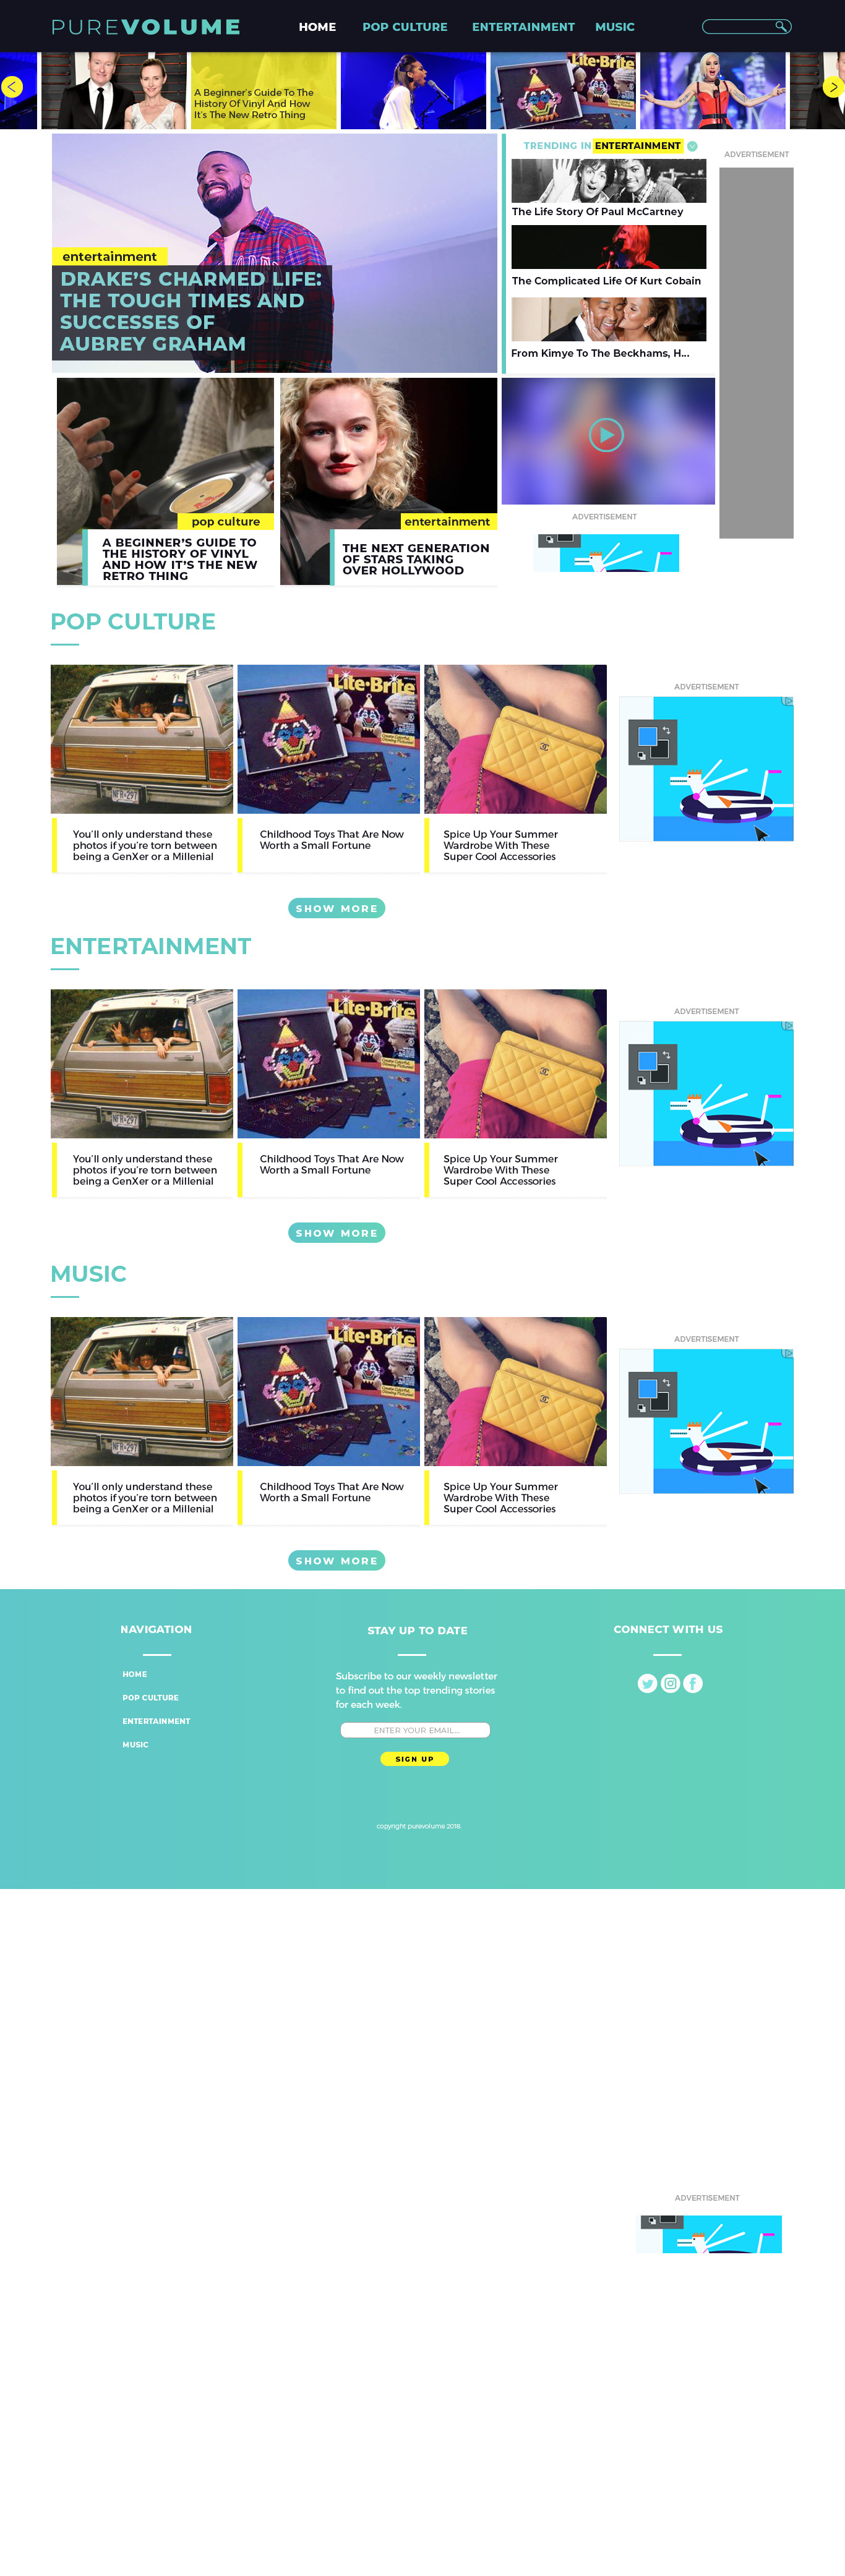 PUREVOLUME
HOME
POP CULTURE
ENTERTAINMENT
MUSIC
A Beginner's Guide To The
History Of Vinyl And How
It's The New Retro Thing
Lite-Brite
entertainment
DRAKE'S CHARMED LIFE:
THE TOUGH TIMES AND
SUCCESSES OF
AUBREY GRAHAM
TRENDING IN ENTERTAINMENT
The Life Story Of Paul McCartney
The Complicated Life Of Kurt Cobain
From Kimye To The Beckhams, H...
ADVERTISEMENT
pop culture
A BEGINNER'S GUIDE TO
THE HISTORY OF VINYL
AND HOW IT'S THE NEW
RETRO THING
entertainment
THE NEXT GENERATION
OF STARS TAKING
OVER HOLLYWOOD
ADVERTISEMENT
POP CULTURE
Lite-Brite
ADVERTISEMENT
You'll only understand these
photos if you're torn between
being a GenXer or a Millenial
Childhood Toys That Are Now
Worth a Small Fortune
Spice Up Your Summer
Wardrobe With These
Super Cool Accessories
SHOW MORE
ENTERTAINMENT
Lite-Brite
ADVERTISEMENT
You'll only understand these
photos if you're torn between
being a GenXer or a Millenial
Childhood Toys That Are Now
Worth a Small Fortune
Spice Up Your Summer
Wardrobe With These
Super Cool Accessories
SHOW MORE
MUSIC
Lite-Brite
ADVERTISEMENT
You'll only understand these
photos if you're torn between
being a GenXer or a Millenial
Childhood Toys That Are Now
Worth a Small Fortune
Spice Up Your Summer
Wardrobe With These
Super Cool Accessories
SHOW MORE
NAVIGATION
HOME
POP CULTURE
ENTERTAINMENT
MUSIC
STAY UP TO DATE
Subscribe to our weekly newsletter
to find out the top trending stories
for each week.
ENTER YOUR EMAIL...
SIGN UP
CONNECT WITH US
copyright purevolume 2018.
ADVERTISEMENT